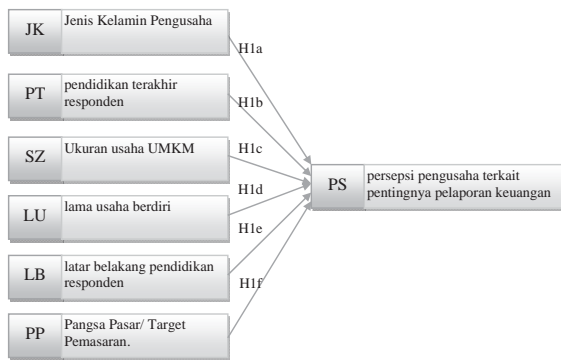 JK Jenis Kelamin Pengusaha
H1a
PT pendidikan terakhir
responden
H1b
SZ Ukuran usaha UMKM
H1c
PS persepsi pengusaha terkait
pentingnya pelaporan keuangan
H1d
LU lama usaha berdiri
H1e
LB latar belakang pendidikan
responden
H1f
PP Pangsa Pasar/ Target
Pemasaran.